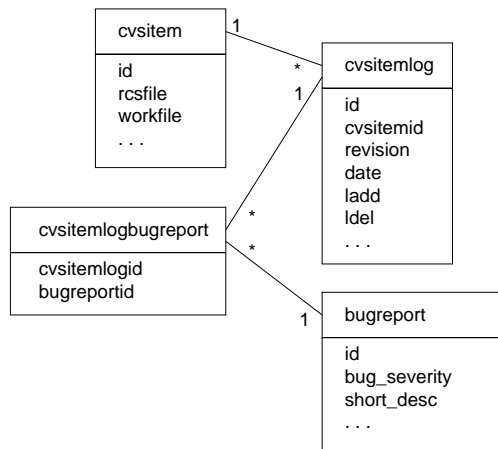 cvsitem
id
rcsfile
workfile
. . .
1
*
cvsitemlog
id
cvsitemid
revision
date
ladd
ldel
. . .
1
*
cvsitemlogbugreport
cvsitemlogid
bugreportid
*
1
bugreport
id
bug_severity
short_desc
. . .